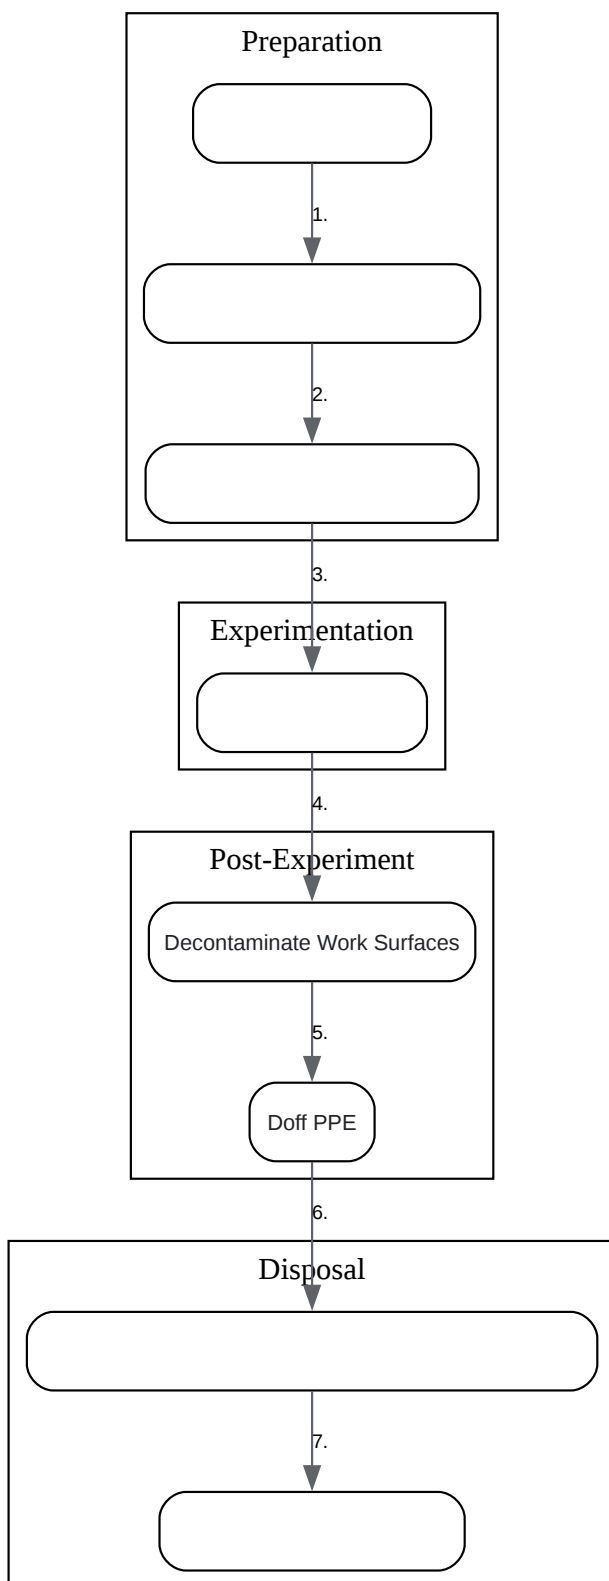 Preparation
1.
2.
3.
Experimentation
4.
Post-Experiment
Decontaminate Work Surfaces
5.
Doff PPE
6.
Disposal
7.